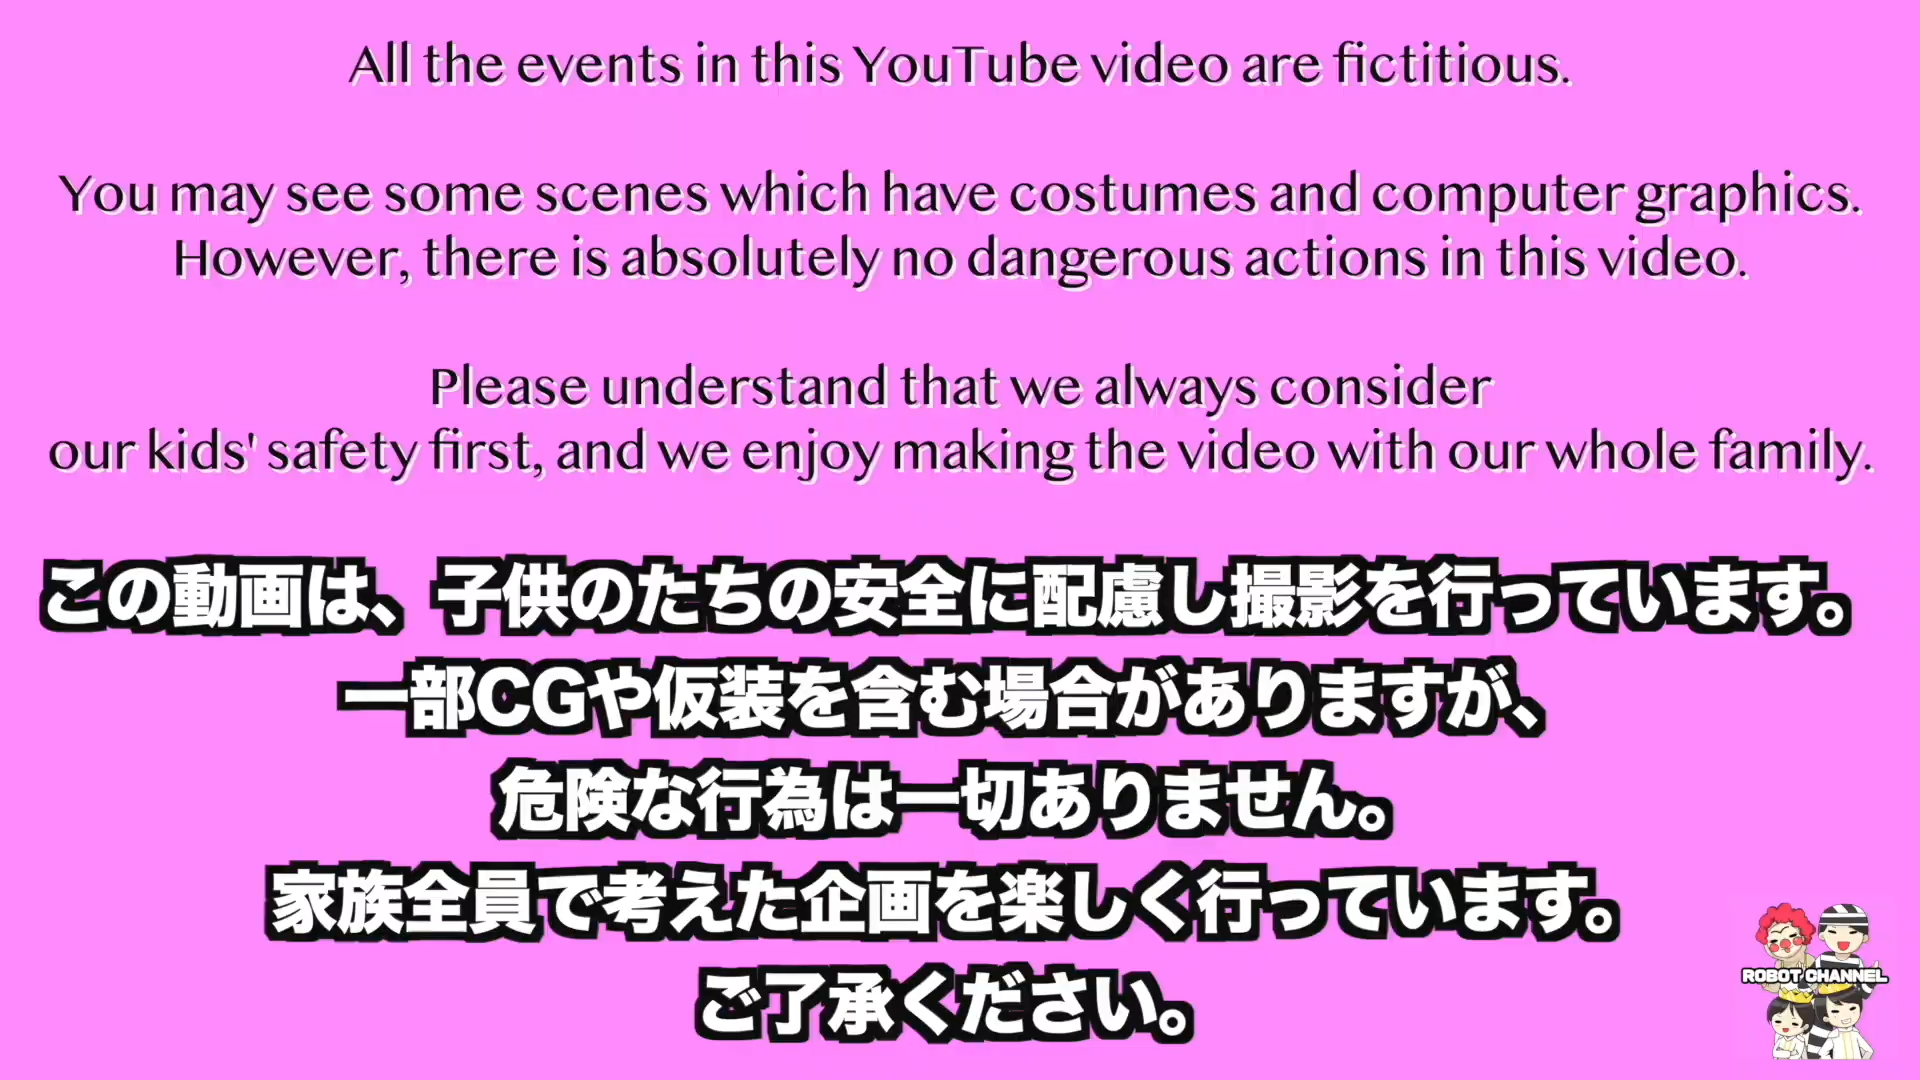 All the events in this YouTube video are fictitious.
You may see some scenes which have costumes and computer graphics.
However, there is absolutely no dangerous actions in this video.
Please understand that we always consider
our kids' safety first, and we enjoy making the video with our whole family.
この動画は、子供のたちの安全に配慮し撮影を行っています。
一部CGや仮装を含む場合がありますが、
危険な行為は一切ありません。
家族全員で考えた企画を楽しく行っています。
ご了承ください。
ROBOT CHANNEL